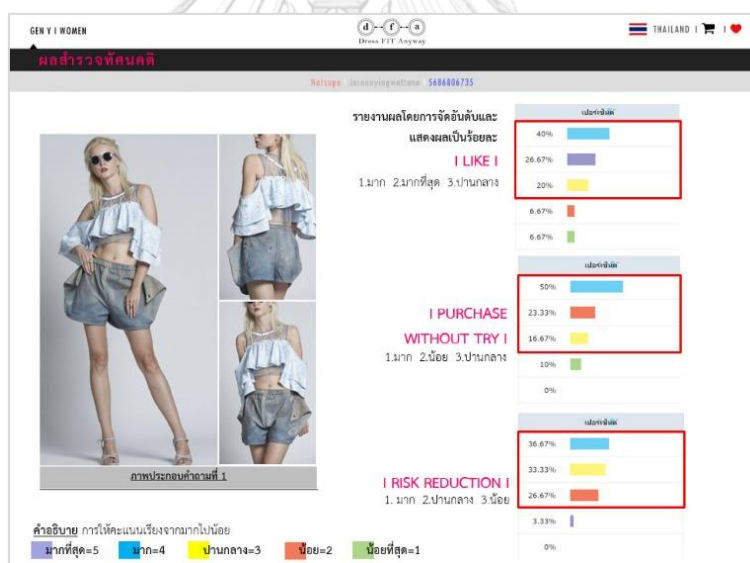 GEN Y I WOMEN
d f a
Dress FIT Anyway
THAILAND I I
ผลสำรวจทัศนคติ
Natsupa 5686806735
รายงานผลโดยการจัดอันดับและ
แสดงผลเป็นร้อยละ
I LIKE I
1.มาก 2.มากที่สุด 3.ปานกลาง
40%
26.67%
20%
6.67%
6.67%
I PURCHASE
WITHOUT TRY I
1.มาก 2.น้อย 3.ปานกลาง
50%
23.33%
16.67%
10%
0%
I RISK REDUCTION I
1. มาก 2.ปานกลาง 3.น้อย
36.67%
33.33%
26.67%
3.33%
0%
ภาพประกอบคำถามที่ 1
คำอธิบาย การให้คะแนนเรียงจากมากไปน้อย
มากที่สุด=5 มาก=4 ปานกลาง=3 น้อย=2 น้อยที่สุด=1